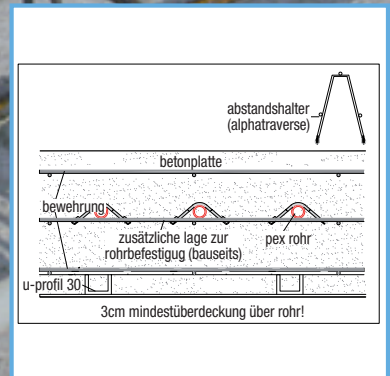 abstandshalter
(alphatraverse)
betonplatte
bewehrung
zusätzliche lage zur
rohrbefestigug (bauseits)
pex rohr
u-profil 30
3cm mindestüberdeckung über rohr!